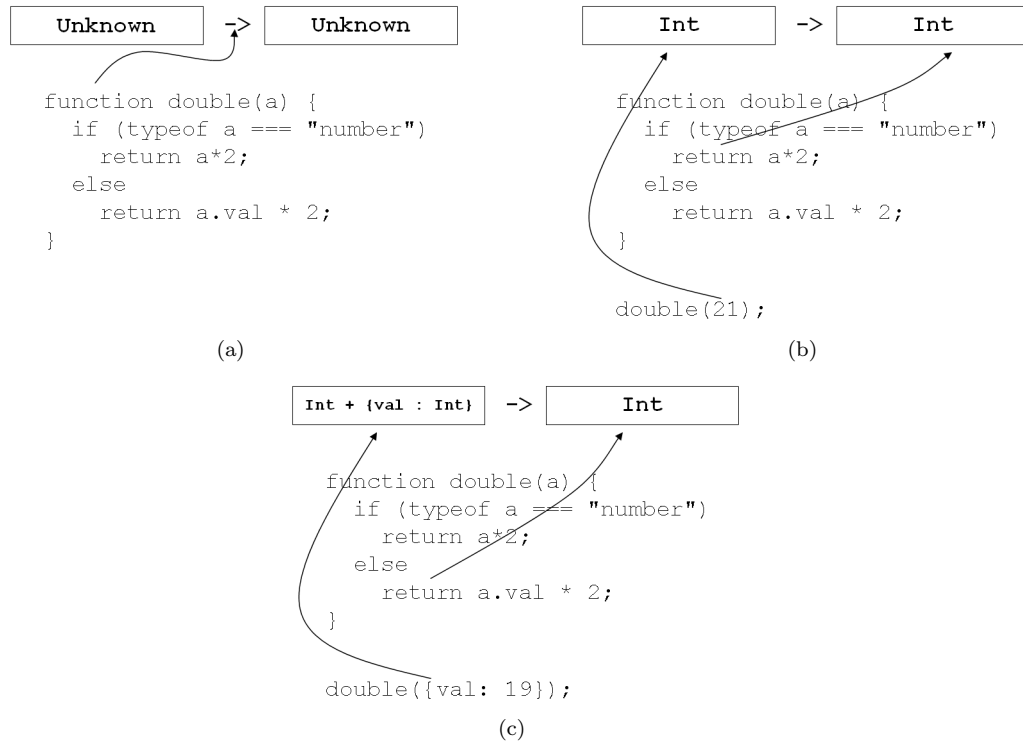 Unknown -> Unknown
function double(a) {
if (typeof a === "number")
return a*2;
else
return a.val * 2;
}
(a)
Int -> Int
function double(a) {
if (typeof a === "number")
return a*2;
else
return a.val * 2;
}
double(21);
(b)
Int + {val : Int} -> Int
function double(a) {
if (typeof a === "number")
return a*2;
else
return a.val * 2;
}
double({val: 19});
(c)